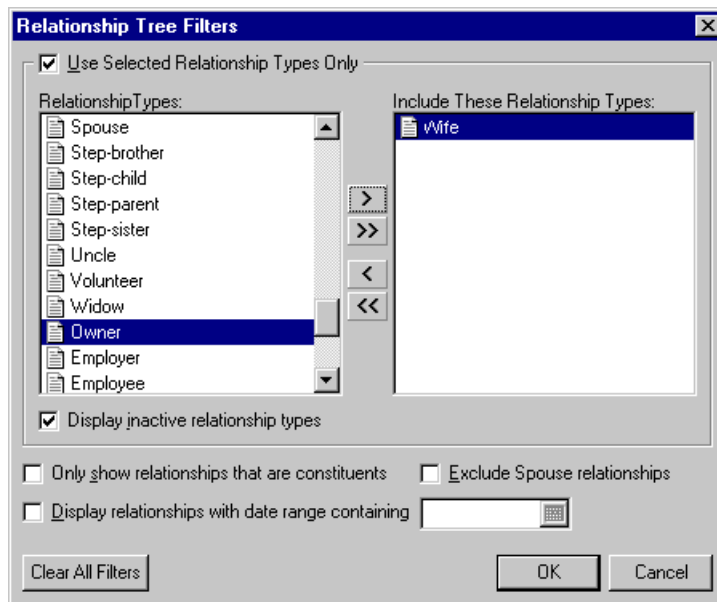 Relationship Tree Filters
Use Selected Relationship Types Only
RelationshipTypes:
Include These Relationship Types:
Spouse
Step-brother
Step-child
Step-parent
Step-sister
Uncle
Volunteer
Widow
Owner
Employer
Employee
Wife
>
>>
<
<<
Display inactive relationship types
Only show relationships that are constituents
Exclude Spouse relationships
Display relationships with date range containing
Clear All Filters
OK
Cancel